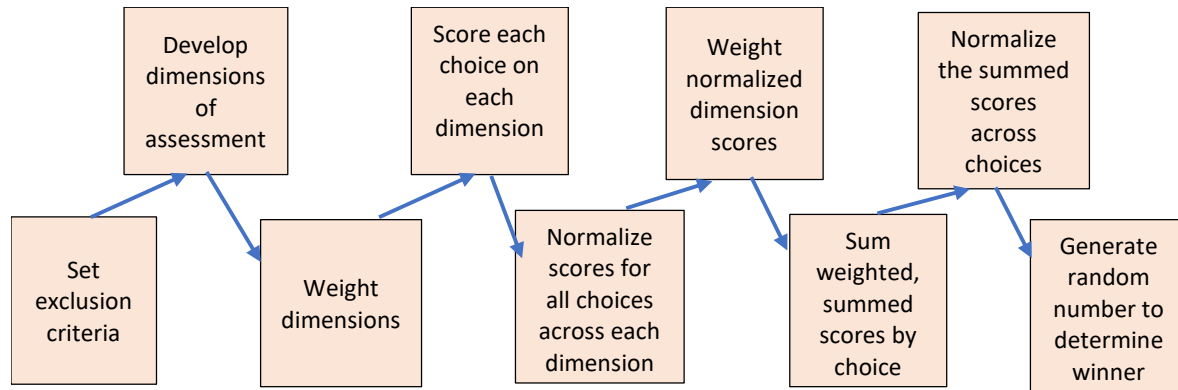 Set
exclusion
criteria
Develop
dimensions
of
assessment
Weight
dimensions
Score each
choice on
each
dimension
Normalize
scores for
all choices
across each
dimension
Weight
normalized
dimension
scores
Sum
weighted,
summed
scores by
choice
Normalize
the summed
scores
across
choices
Generate
random
number to
determine
winner